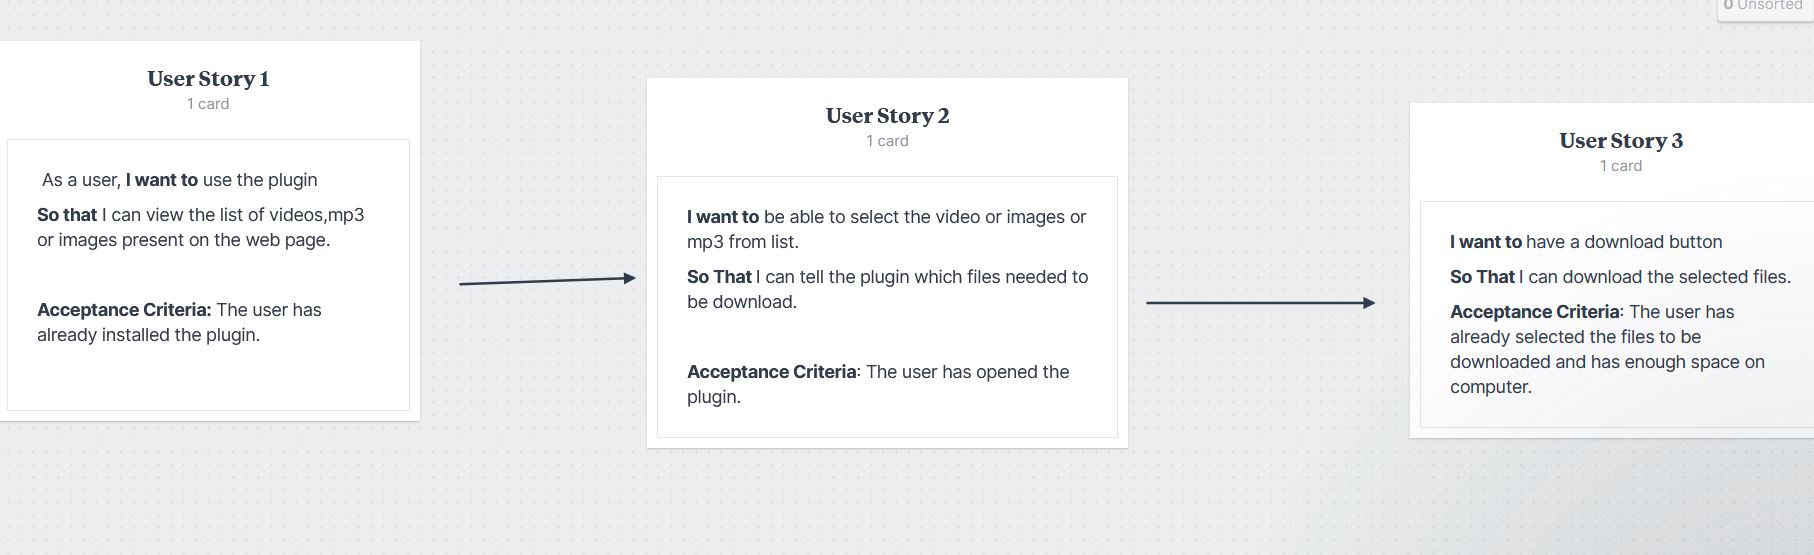 0 Unsorted
User Story 1
1 card
As a user, I want to use the plugin
So that I can view the list of videos,mp3
or images present on the web page.
Acceptance Criteria: The user has
already installed the plugin.
User Story 2
1 card
I want to be able to select the video or images or
mp3 from list.
So That I can tell the plugin which files needed to
be download.
Acceptance Criteria: The user has opened the
plugin.
User Story 3
1 card
I want to have a download button
So That I can download the selected files.
Acceptance Criteria: The user has
already selected the files to be
downloaded and has enough space on
computer.